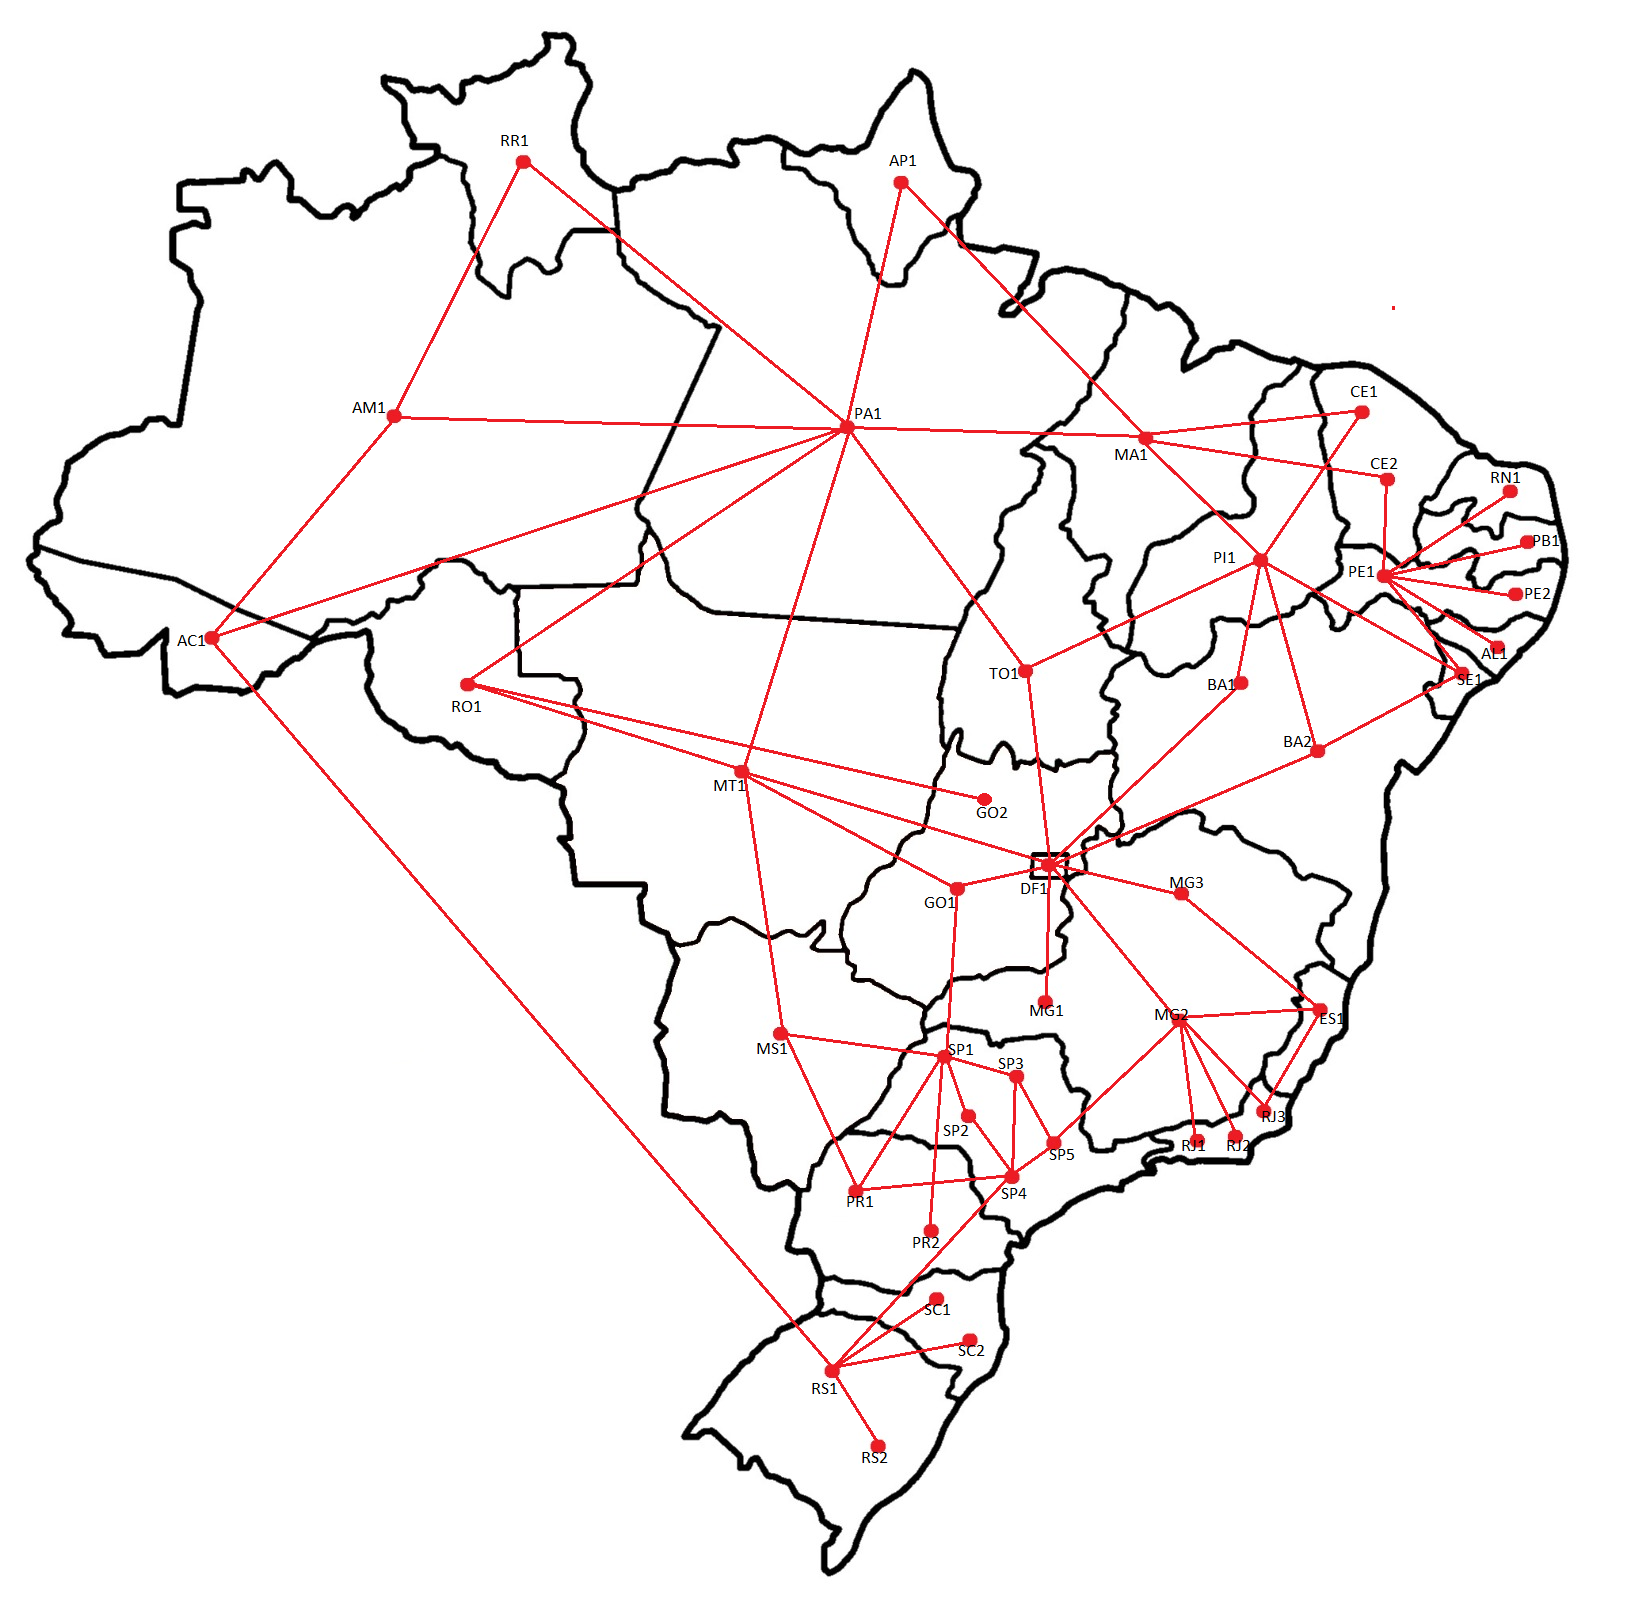 RR1
AP1
CE1
AM1
PA1
MA1
CE2
RN1
PB1
PI1
PE1
PE2
AC1
TO1
AL1
BA1
SE1
RO1
BA2
MT1
GO2
DF1
MG3
GO1
MG1
MG2
ES1
MS1
SP1
SP3
RJ3
SP2
RJ1
RJ2
SP5
SP4
PR1
PR2
SC1
SC2
RS1
RS2